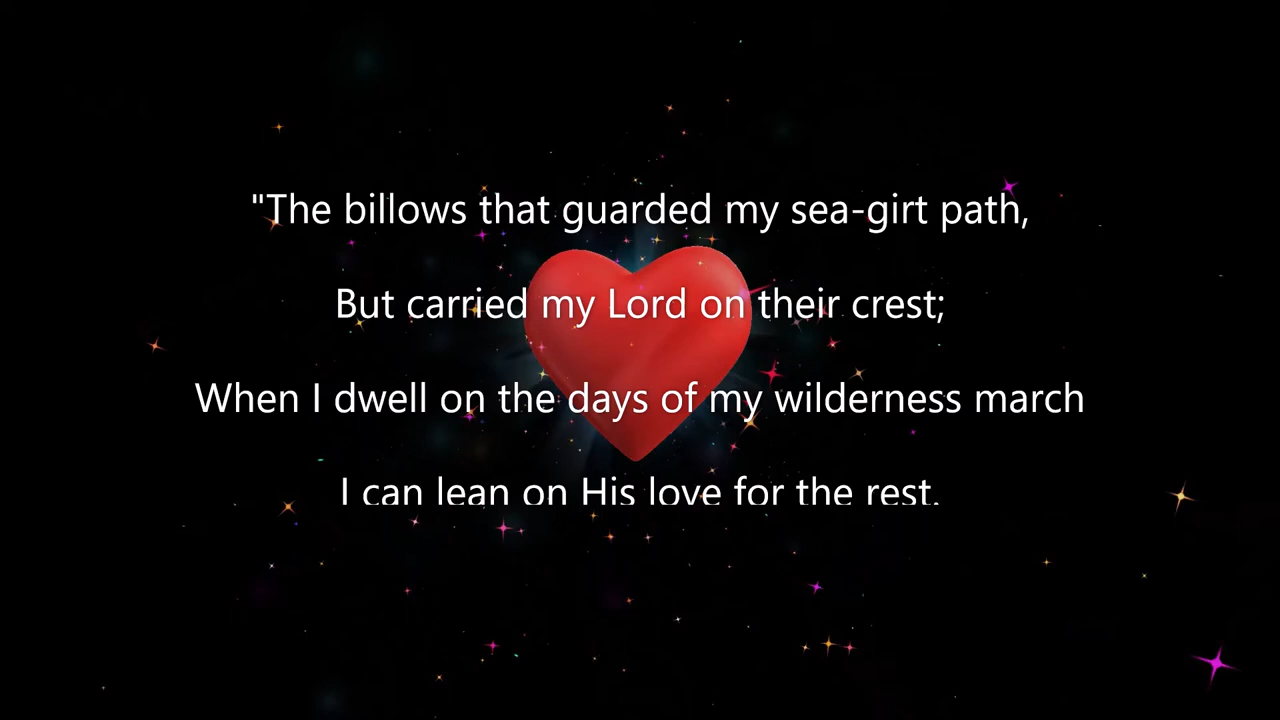 "The billows that guarded my sea-girt path,
But carried my Lord on their crest;
When I dwell on the days of my wilderness march
I can lean on His love for the rest.